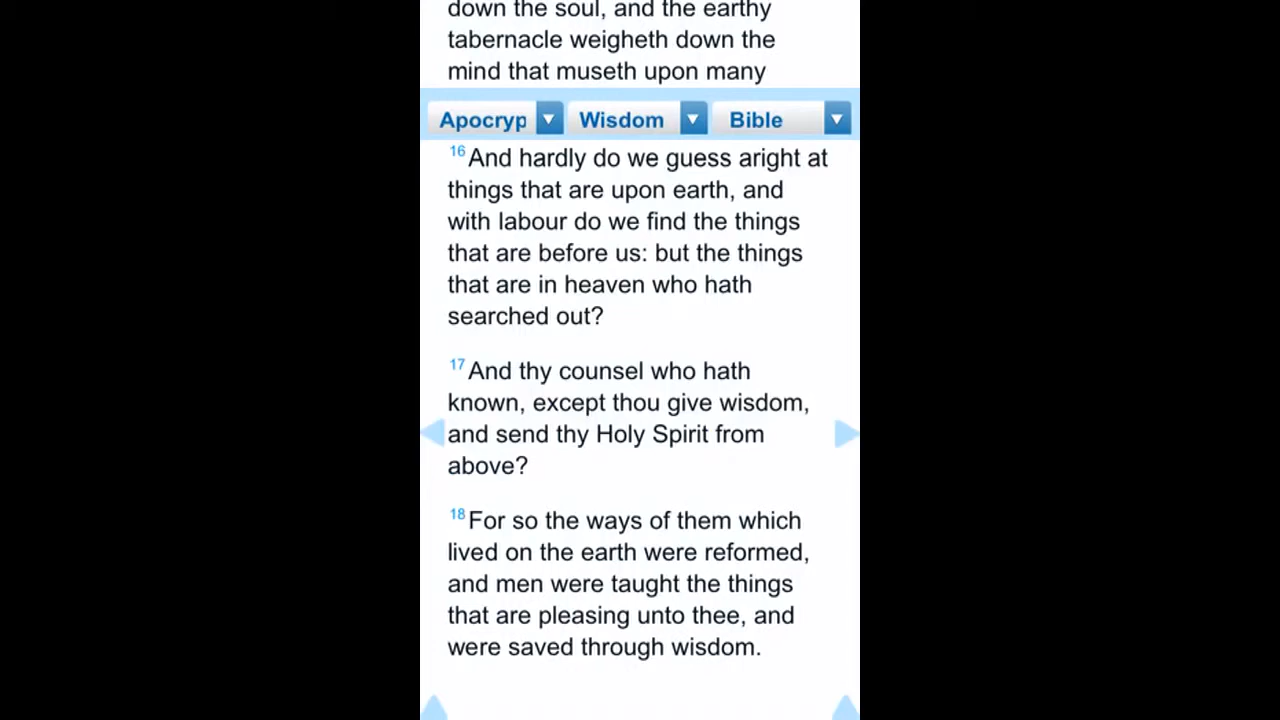 down the soul, and the earthy
tabernacle weigheth down the
mind that museth upon many
Apocryp Wisdom Bible
16 And hardly do we guess aright at
things that are upon earth, and
with labour do we find the things
that are before us: but the things
that are in heaven who hath
searched out?
17 And thy counsel who hath
known, except thou give wisdom,
and send thy Holy Spirit from
above?
18 For so the ways of them which
lived on the earth were reformed,
and men were taught the things
that are pleasing unto thee, and
were saved through wisdom.